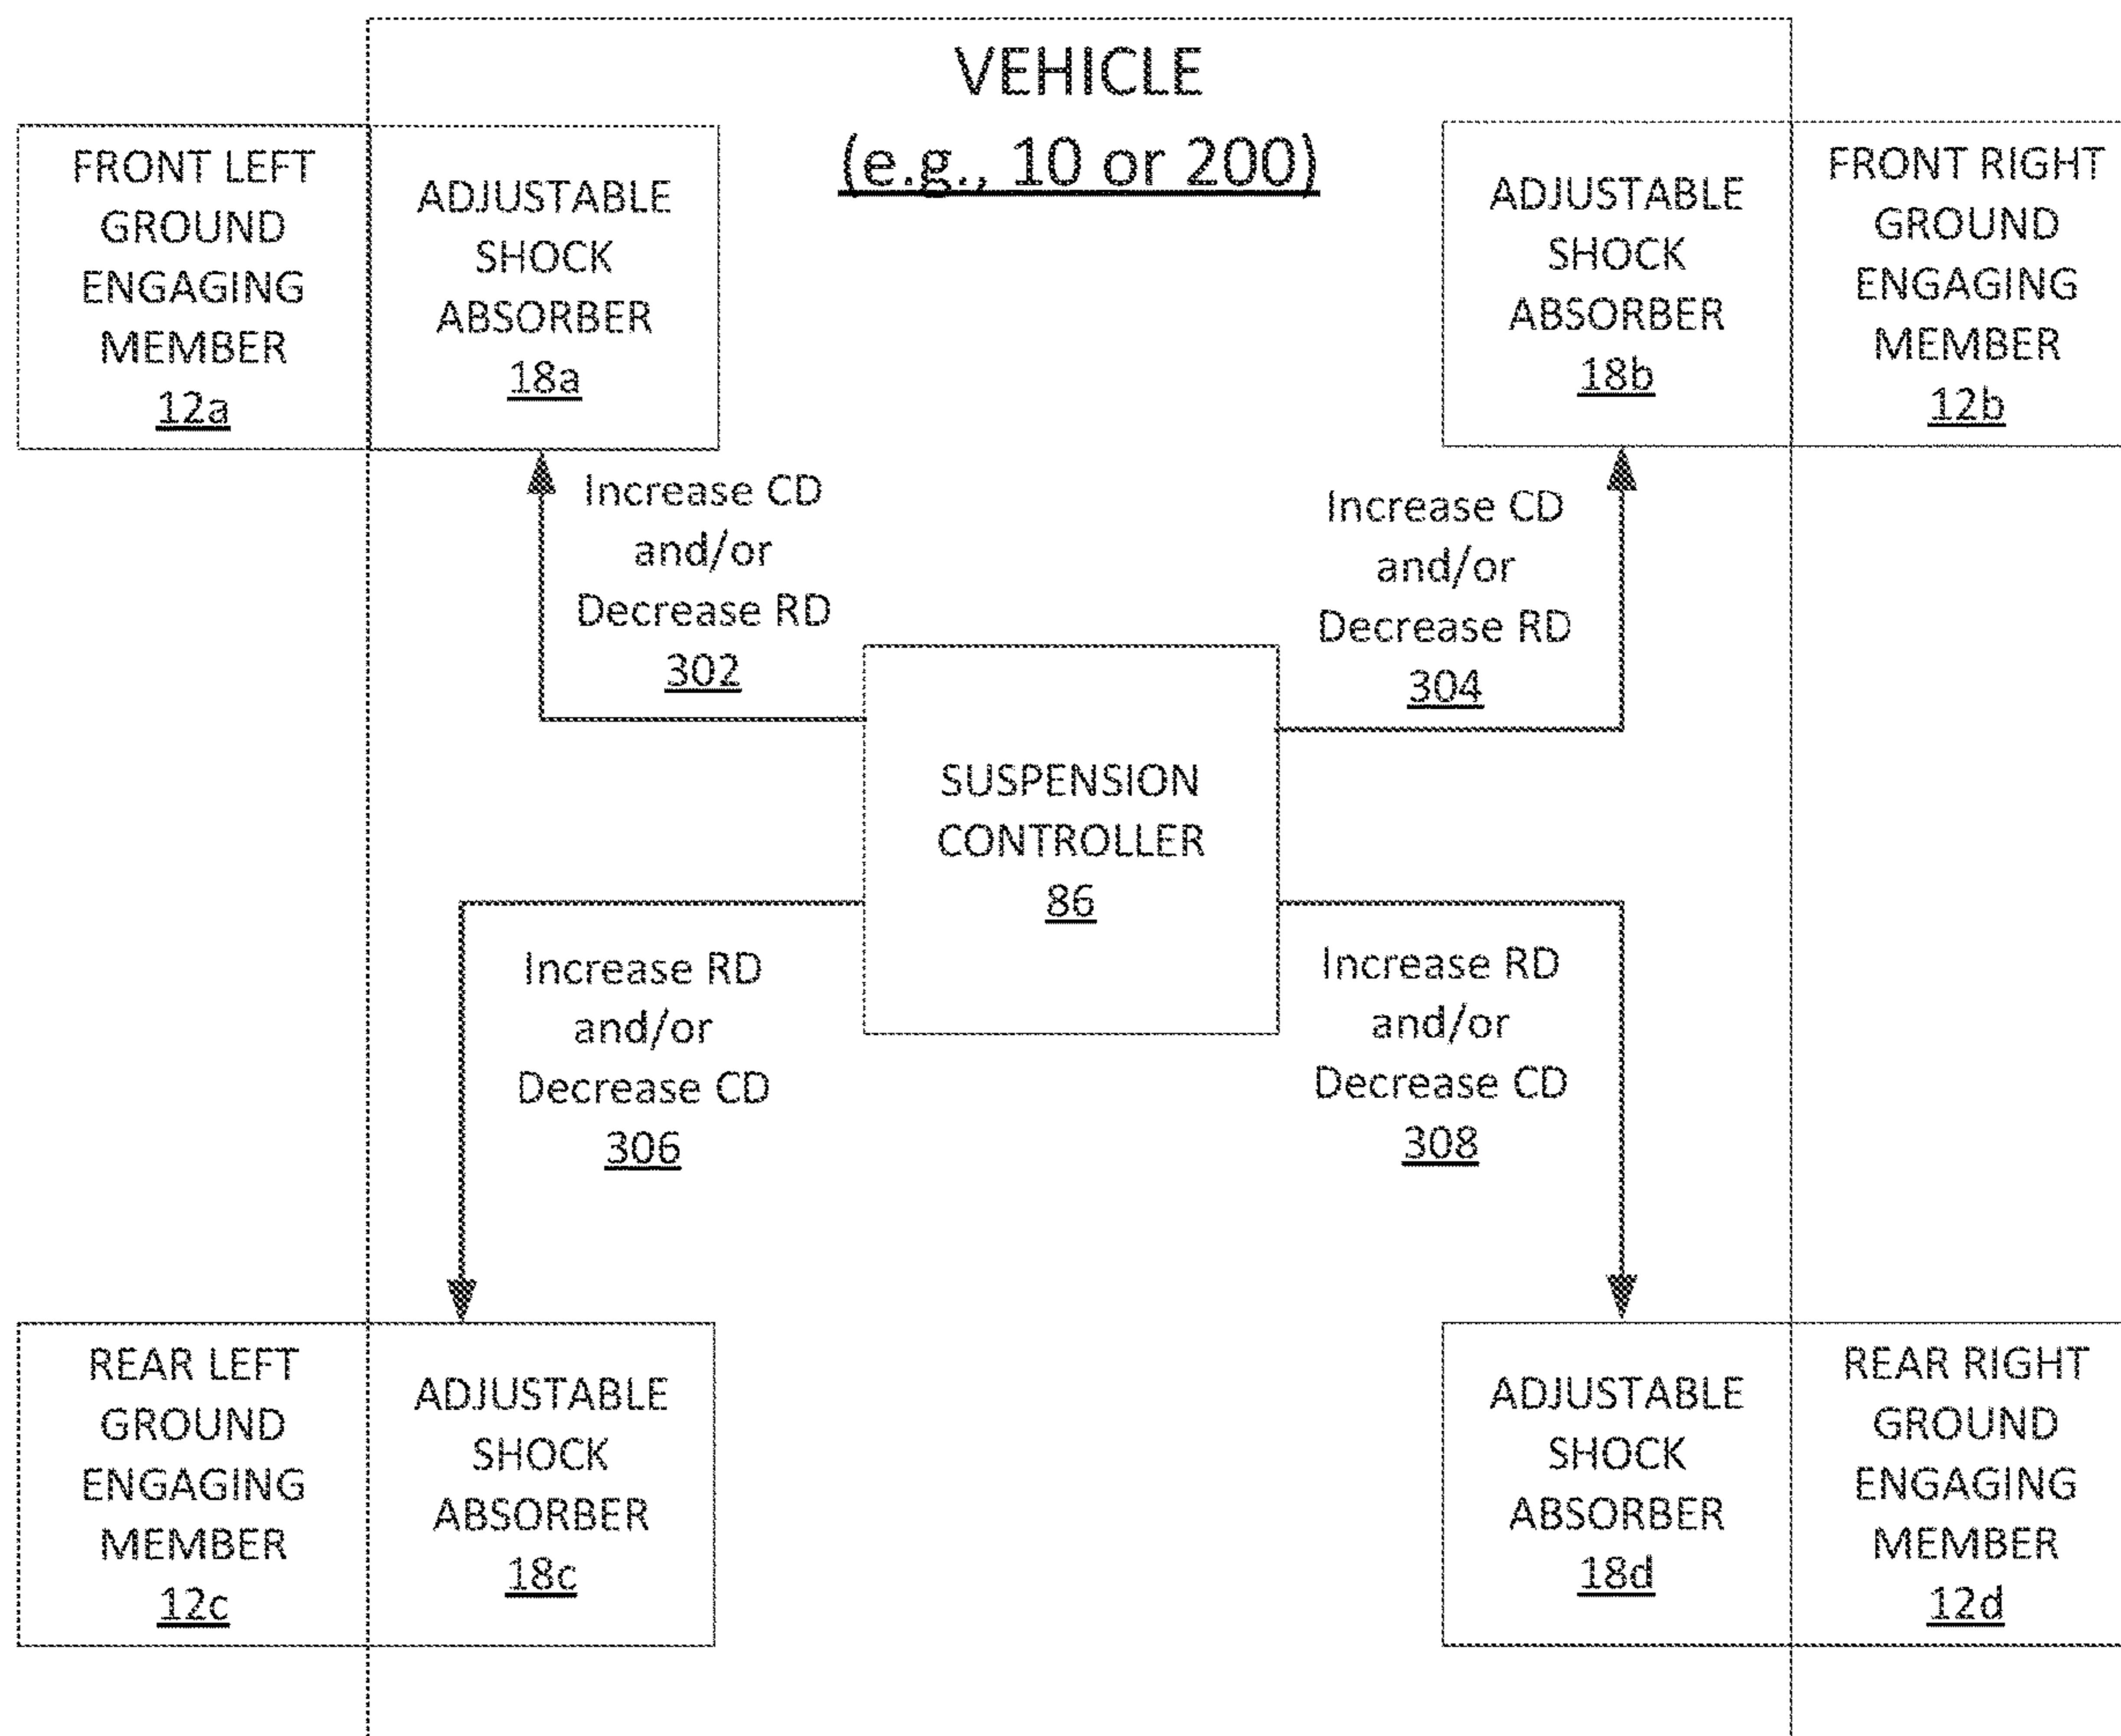 VEHICLE
(e.g., 10 or 200)
FRONT LEFT
GROUND
ENGAGING
MEMBER
12a
ADJUSTABLE
SHOCK
ABSORBER
18a
ADJUSTABLE
SHOCK
ABSORBER
18b
FRONT RIGHT
GROUND
ENGAGING
MEMBER
12b
Increase CD
and/or
Decrease RD
302
Increase CD
and/or
Decrease RD
304
SUSPENSION
CONTROLLER
86
Increase RD
and/or
Decrease CD
306
Increase RD
and/or
Decrease CD
308
REAR LEFT
GROUND
ENGAGING
MEMBER
12c
ADJUSTABLE
SHOCK
ABSORBER
18c
ADJUSTABLE
SHOCK
ABSORBER
18d
REAR RIGHT
GROUND
ENGAGING
MEMBER
12d